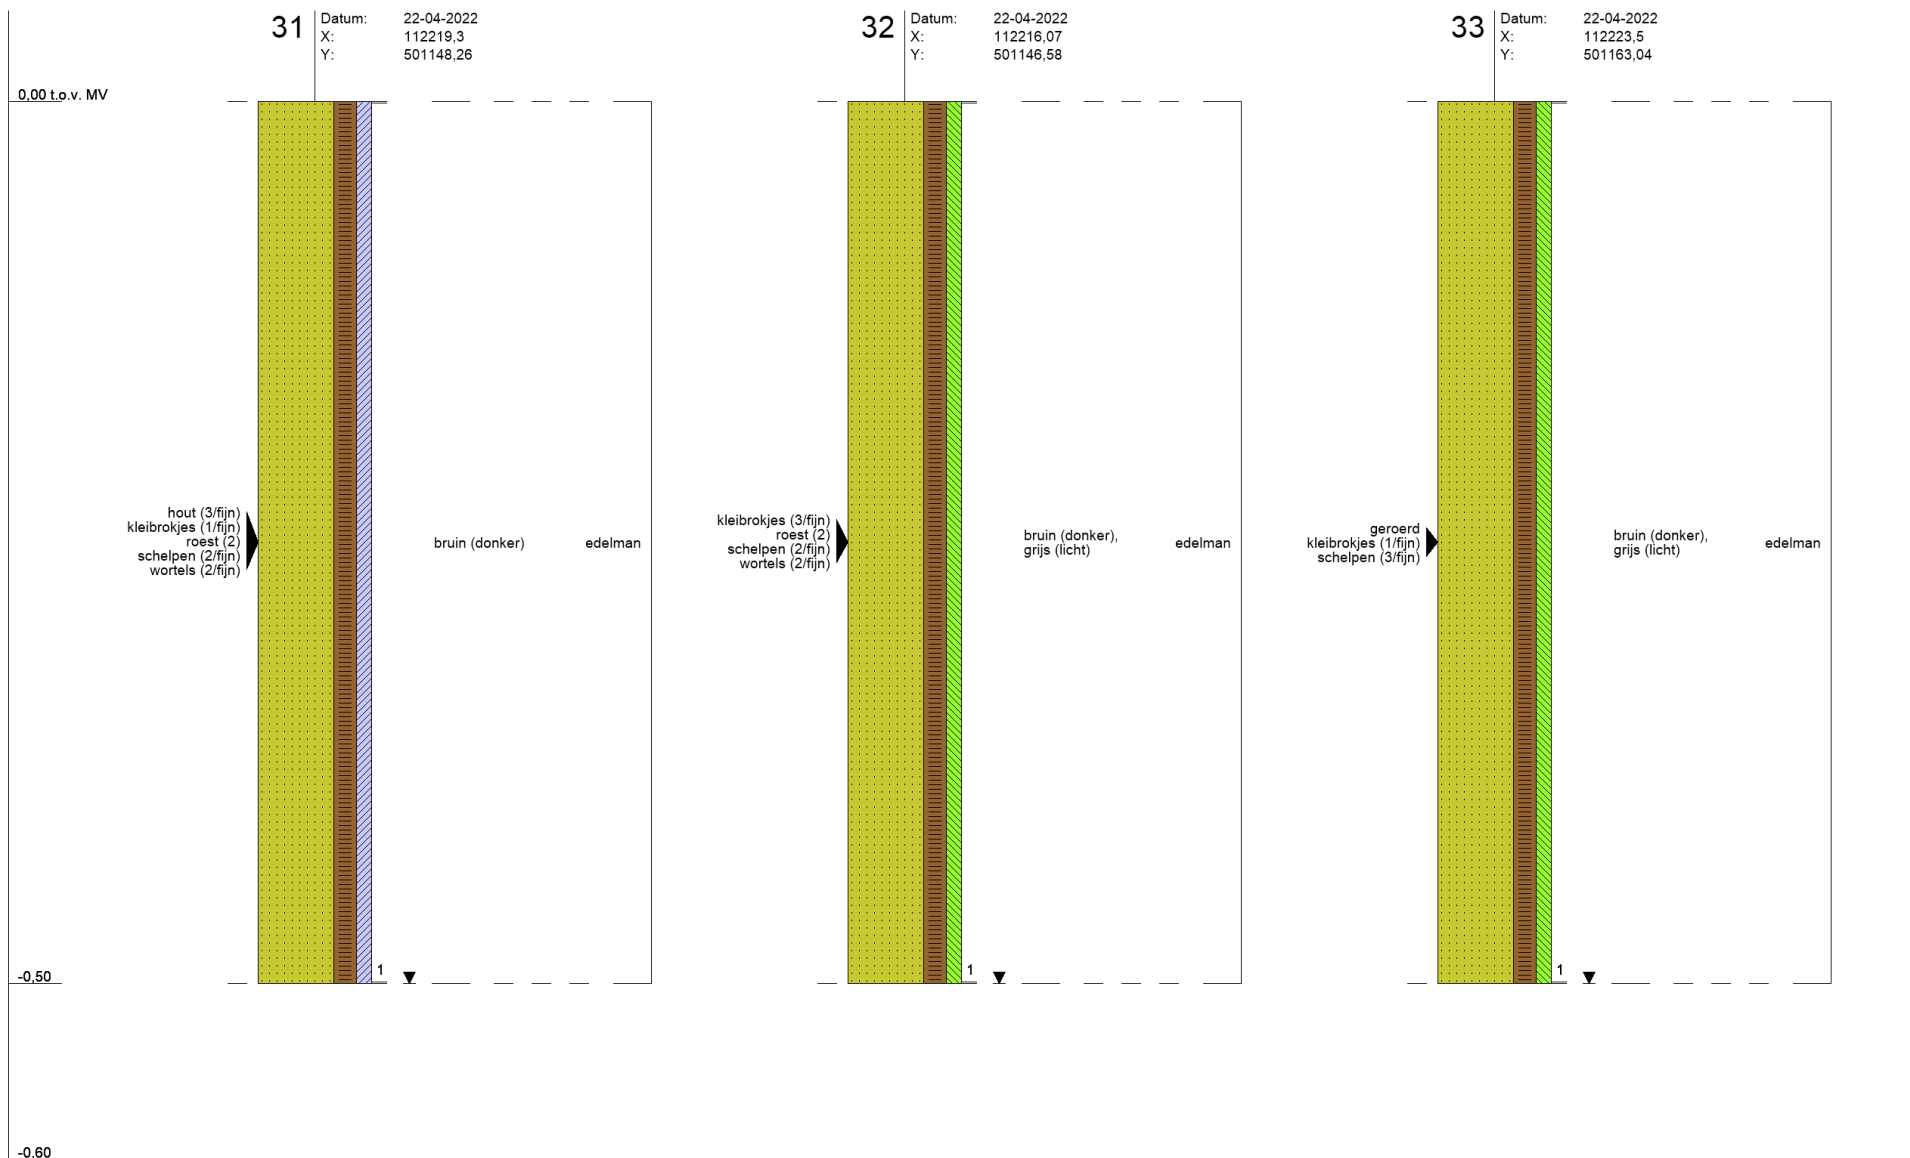 31
Datum: 22-04-2022
X: 112219,3
Y: 501148,26
32
Datum: 22-04-2022
X: 112216,07
Y: 501146,58
33
Datum: 22-04-2022
X: 112223,5
Y: 501163,04
0,00 t.o.v. MV
hout (3/fijn)
kleibrokjes (1/fijn)
roest (2)
schelpen (2/fijn)
wortels (2/fijn)
bruin (donker)
edelman
kleibrokjes (3/fijn)
roest (2)
schelpen (2/fijn)
wortels (2/fijn)
bruin (donker),
grijs (licht)
edelman
geroerd
kleibrokjes (1/fijn)
schelpen (3/fijn)
bruin (donker),
grijs (licht)
edelman
1
1
1
-0,50
-0,60